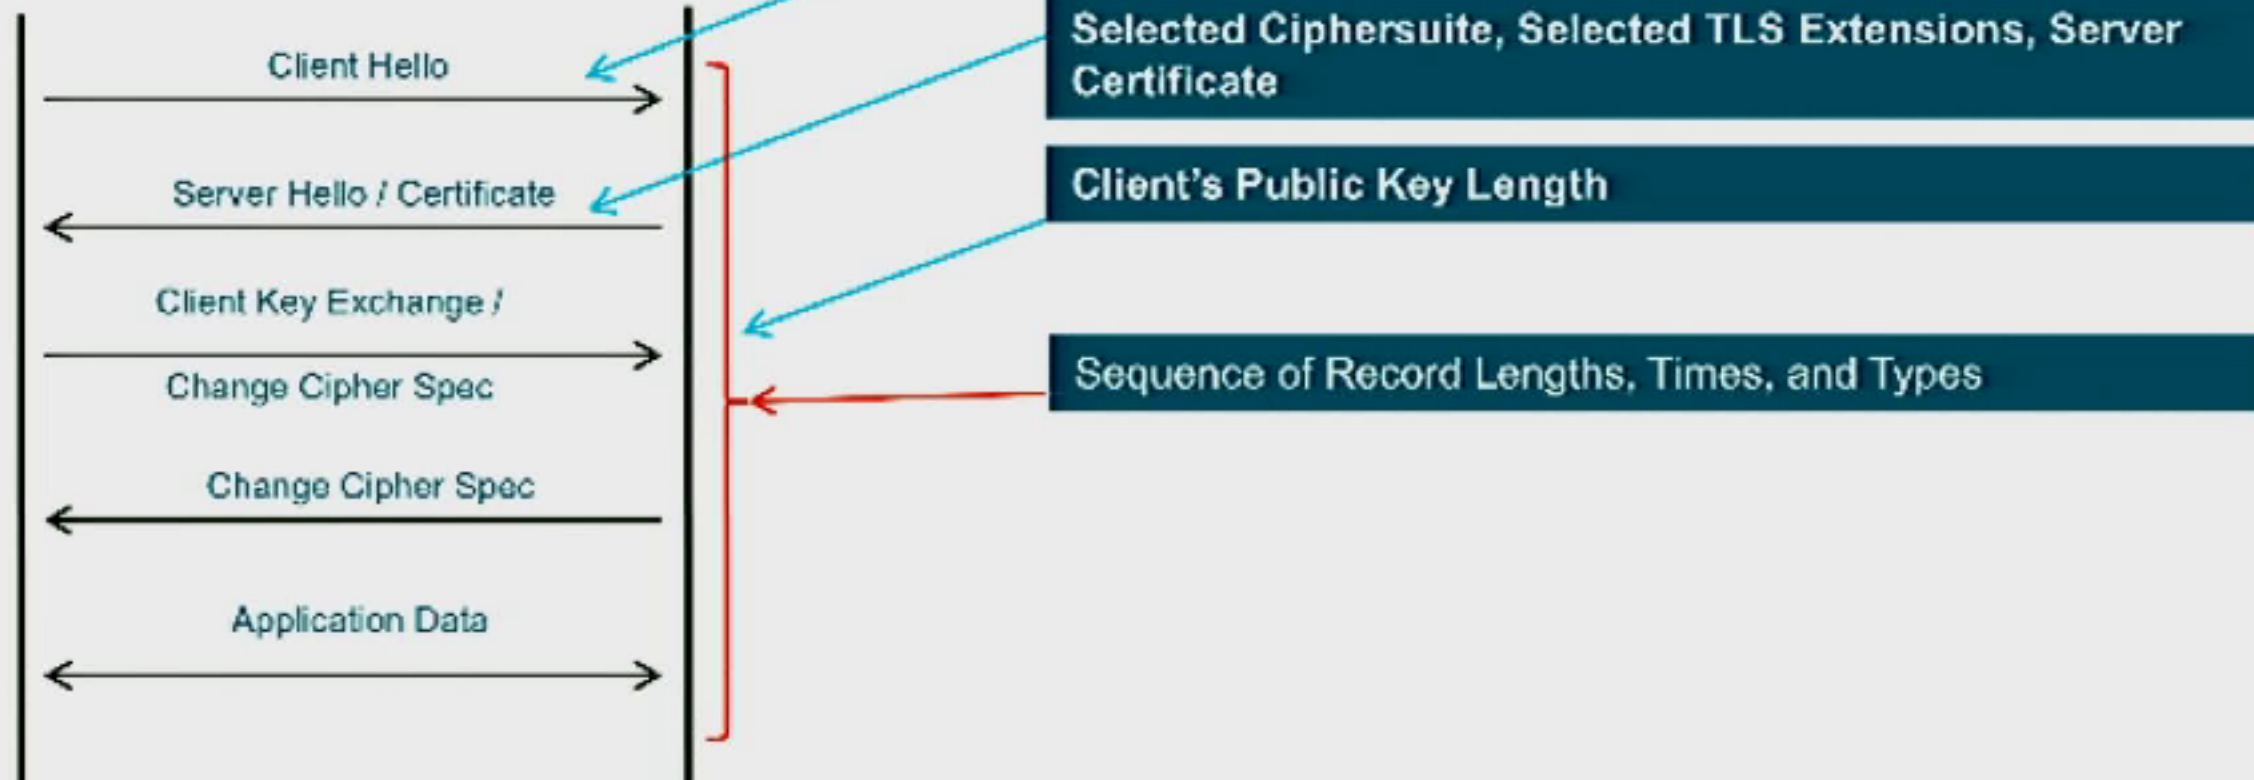 Client Hello
Server Hello / Certificate
Client Key Exchange /
Change Cipher Spec
Change Cipher Spec
Application Data
Selected Ciphersuite, Selected TLS Extensions, Server
Certificate
Client's Public Key Length
Sequence of Record Lengths, Times, and Types